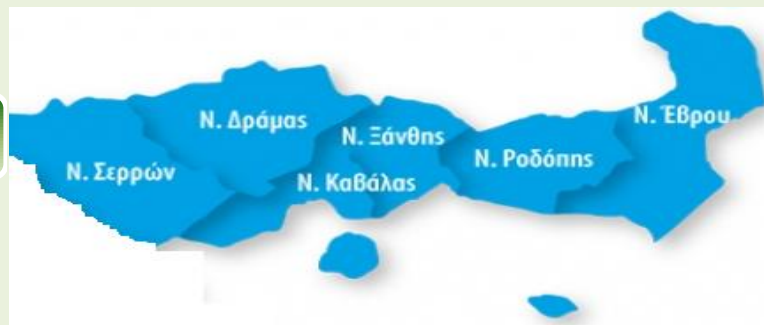 Ν. Έβρου
Ν. Δράμας
Ν. Ξάνθης
Ν. Ροδόπης
Ν. Σερρών
Ν. Καβάλας